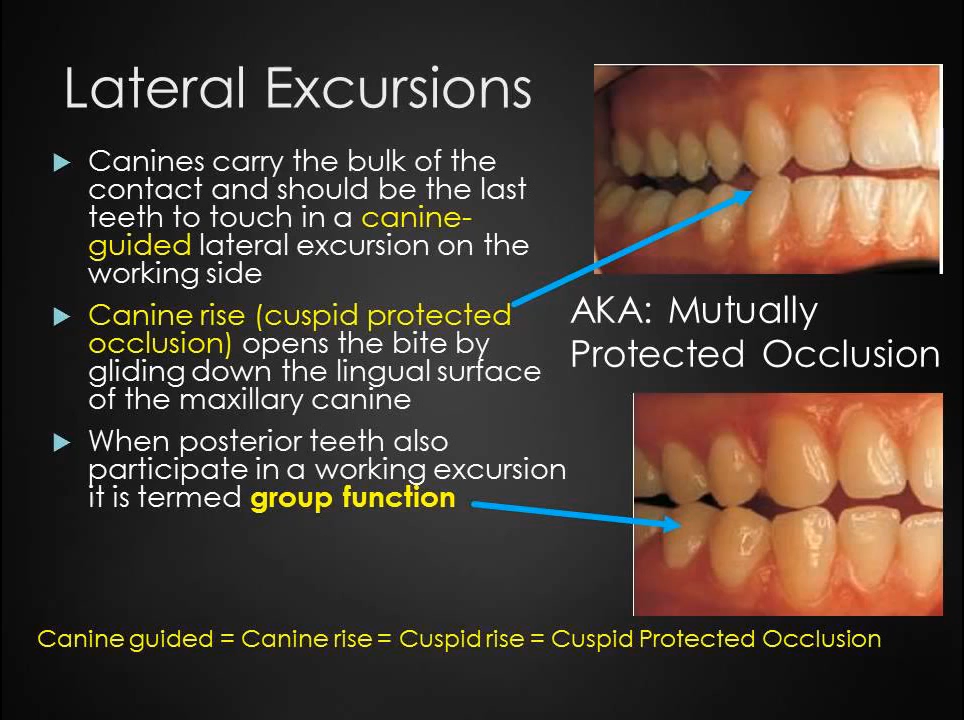 Lateral Excursions
Canines carry the bulk of the
contact and should be the last
teeth to touch in a canine-
guided lateral excursion on the
working side
Canine rise (cuspid protected
occlusion) opens the bite by
gliding down the lingual surface
of the maxillary canine
When posterior teeth also
participate in a working excursion
it is termed group function
AKA: Mutually
Protected Occlusion
Canine guided = Canine rise = Cuspid rise = Cuspid Protected Occlusion